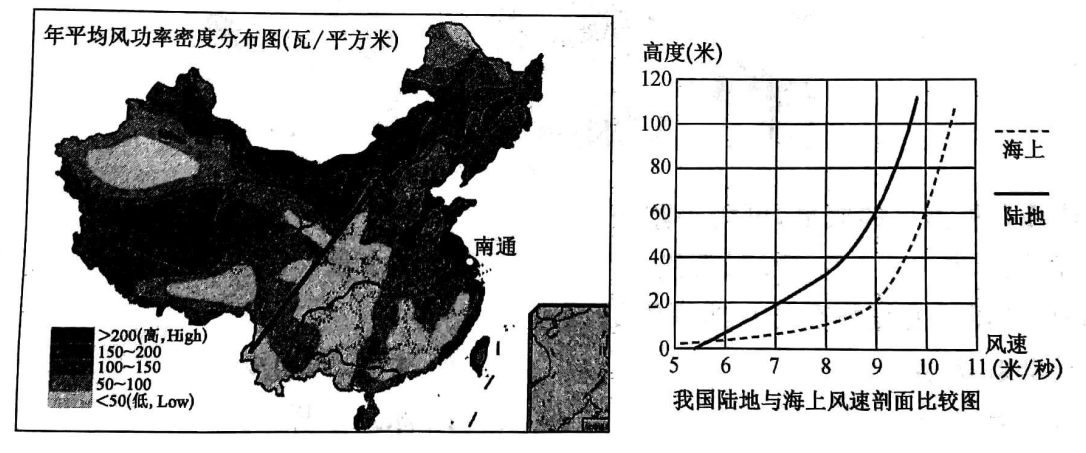 年平均风功率密度分布图(瓦/平方米)
南通
>200(高,High)
150~200
100~150
50~100
<50(低,Low)
高度(米)
120
100
80
60
40
20
0
5 6 7 8 9 10 11
风速
(米/秒)
海上
陆地
我国陆地与海上风速剖面比较图